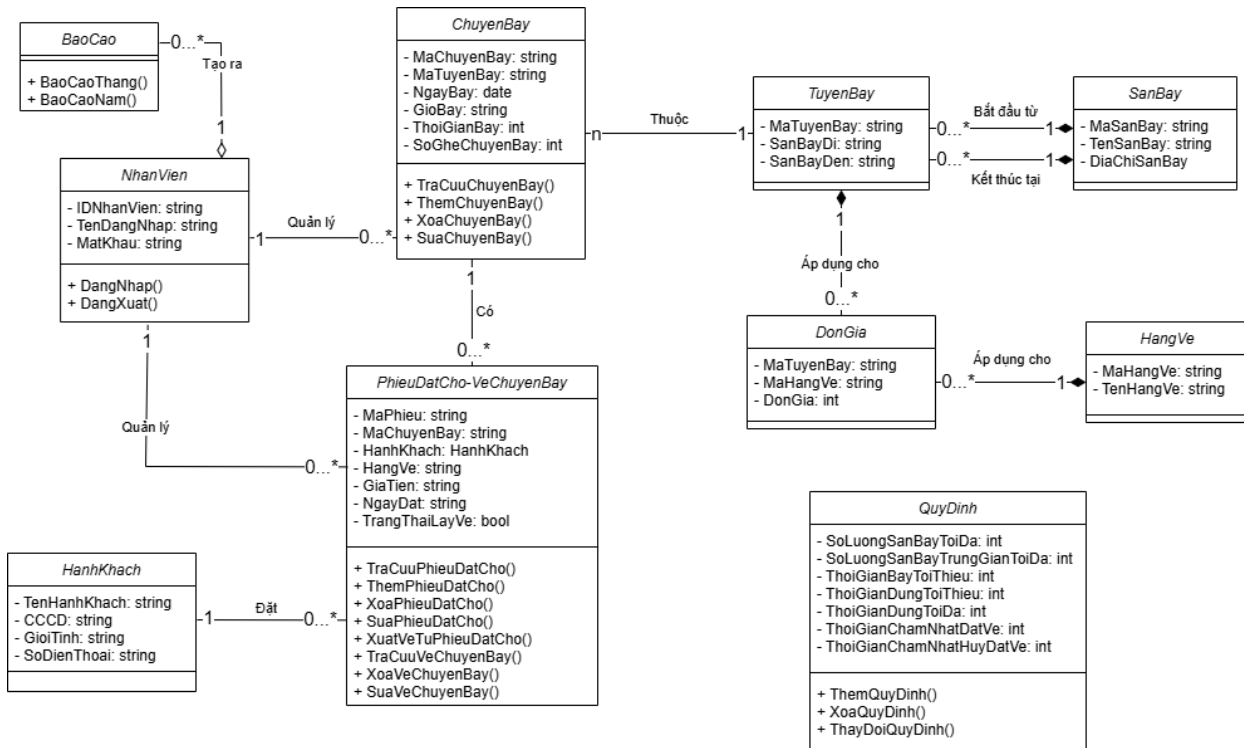 BaoCao
+ BaoCaoThang()
+ BaoCaoNam()
0...*
Tạo ra
1
NhanVien
- IDNhanVien: string
- TenDangNhap: string
- MatKhau: string
+ DangNhap()
+ DangXuat()
1
Quản lý
0...*
ChuyenBay
- MaChuyenBay: string
- MaTuyenBay: string
- NgayBay: date
- GioBay: string
- ThoiGianBay: int
- SoGheChuyenBay: int
+ TraCuuChuyenBay()
+ ThemChuyenBay()
+ XoaChuyenBay()
+ SuaChuyenBay()
n
Thuộc
1
TuyenBay
- MaTuyenBay: string
- SanBayDi: string
- SanBayDen: string
0...*
Bắt đầu từ
1
0...*
Kết thúc tại
1
SanBay
- MaSanBay: string
- TenSanBay: string
- DiaChiSanBay
1
Áp dụng cho
0...*
DonGia
- MaTuyenBay: string
- MaHangVe: string
- DonGia: int
0...*
Áp dụng cho
1
HangVe
- MaHangVe: string
- TenHangVe: string
1
Có
0...*
PhieuDatCho-VeChuyenBay
- MaPhieu: string
- MaChuyenBay: string
- HanhKhach: HanhKhach
- HangVe: string
- GiaTien: string
- NgayDat: string
- TrangThaiLayVe: bool
+ TraCuuPhieuDatCho()
+ ThemPhieuDatCho()
+ XoaPhieuDatCho()
+ SuaPhieuDatCho()
+ XuatVeTuPhieuDatCho()
+ TraCuuVeChuyenBay()
+ XoaVeChuyenBay()
+ SuaVeChuyenBay()
1
Quản lý
0...*
HanhKhach
- TenHanhKhach: string
- CCCD: string
- GioiTinh: string
- SoDienThoai: string
1
Đặt
0...*
QuyDinh
- SoLuongSanBayToiDa: int
- SoLuongSanBayTrungGianToiDa: int
- ThoiGianBayToiThieu: int
- ThoiGianDungToiThieu: int
- ThoiGianDungToiDa: int
- ThoiGianChamNhatDatVe: int
- ThoiGianChamNhatHuyDatVe: int
+ ThemQuyDinh()
+ XoaQuyDinh()
+ ThayDoiQuyDinh()